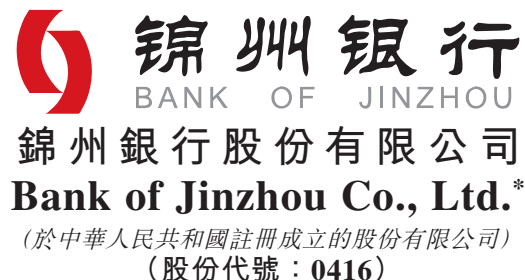 锦州银行
BANK OF JINZHOU
錦州銀行股份有限公司
Bank of Jinzhou Co., Ltd.*
(於中華人民共和國註冊成立的股份有限公司)
（股份代號：0416）